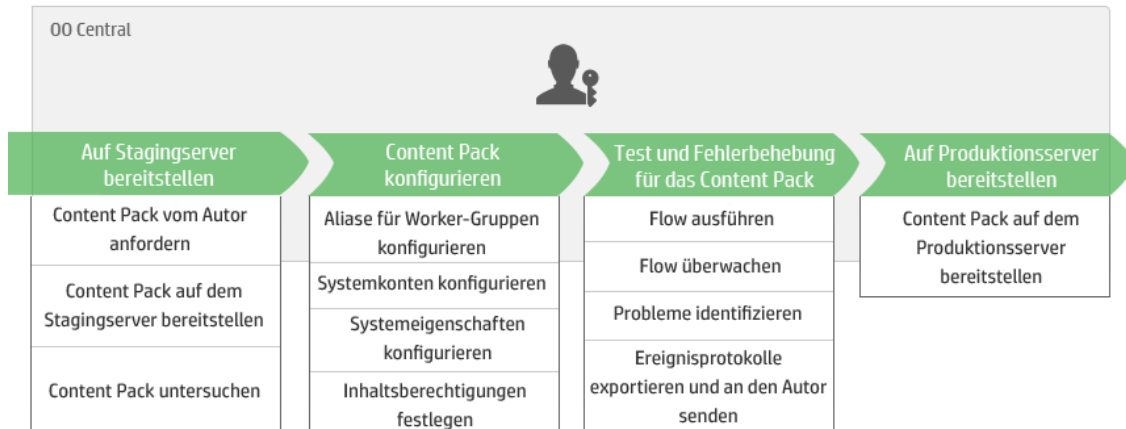 OO Central
Auf Stagingserver
bereitstellen
Content Pack vom Autor
anfordern
Content Pack auf dem
Stagingserver bereitstellen
Content Pack untersuchen
Content Pack
konfigurieren
Aliase für Worker-Gruppen
konfigurieren
Systemkonten konfigurieren
Systemeigenschaften
konfigurieren
Inhaltsberechtigungen
festlegen
Test und Fehlerbehebung
für das Content Pack
Flow ausführen
Flow überwachen
Probleme identifizieren
Ereignisprotokolle
exportieren und an den Autor
senden
Auf Produktionsserver
bereitstellen
Content Pack auf dem
Produktionsserver
bereitstellen